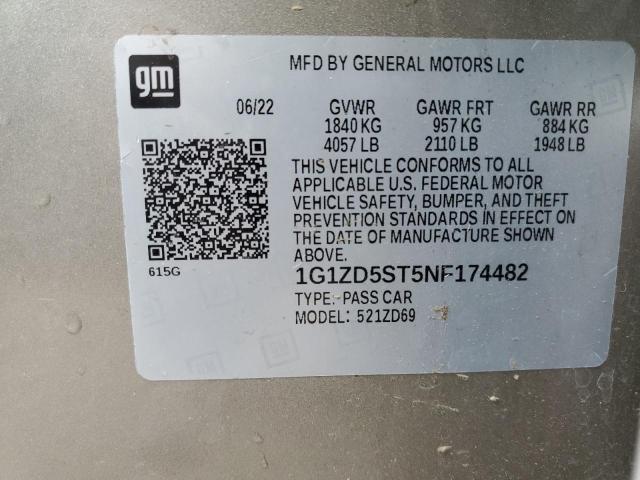 gm
MFD BY GENERAL MOTORS LLC
06/22 GVWR GAWR FRT GAWR RR
1840 KG 957 KG 884 KG
4057 LB 2110 LB 1948 LB
THIS VEHICLE CONFORMS TO ALL
APPLICABLE U.S. FEDERAL MOTOR
VEHICLE SAFETY, BUMPER, AND THEFT
PREVENTION STANDARDS IN EFFECT ON
THE DATE OF MANUFACTURE SHOWN
ABOVE.
615G
1G1ZD5ST5NF174482
TYPE: PASS CAR
MODEL: 521ZD69